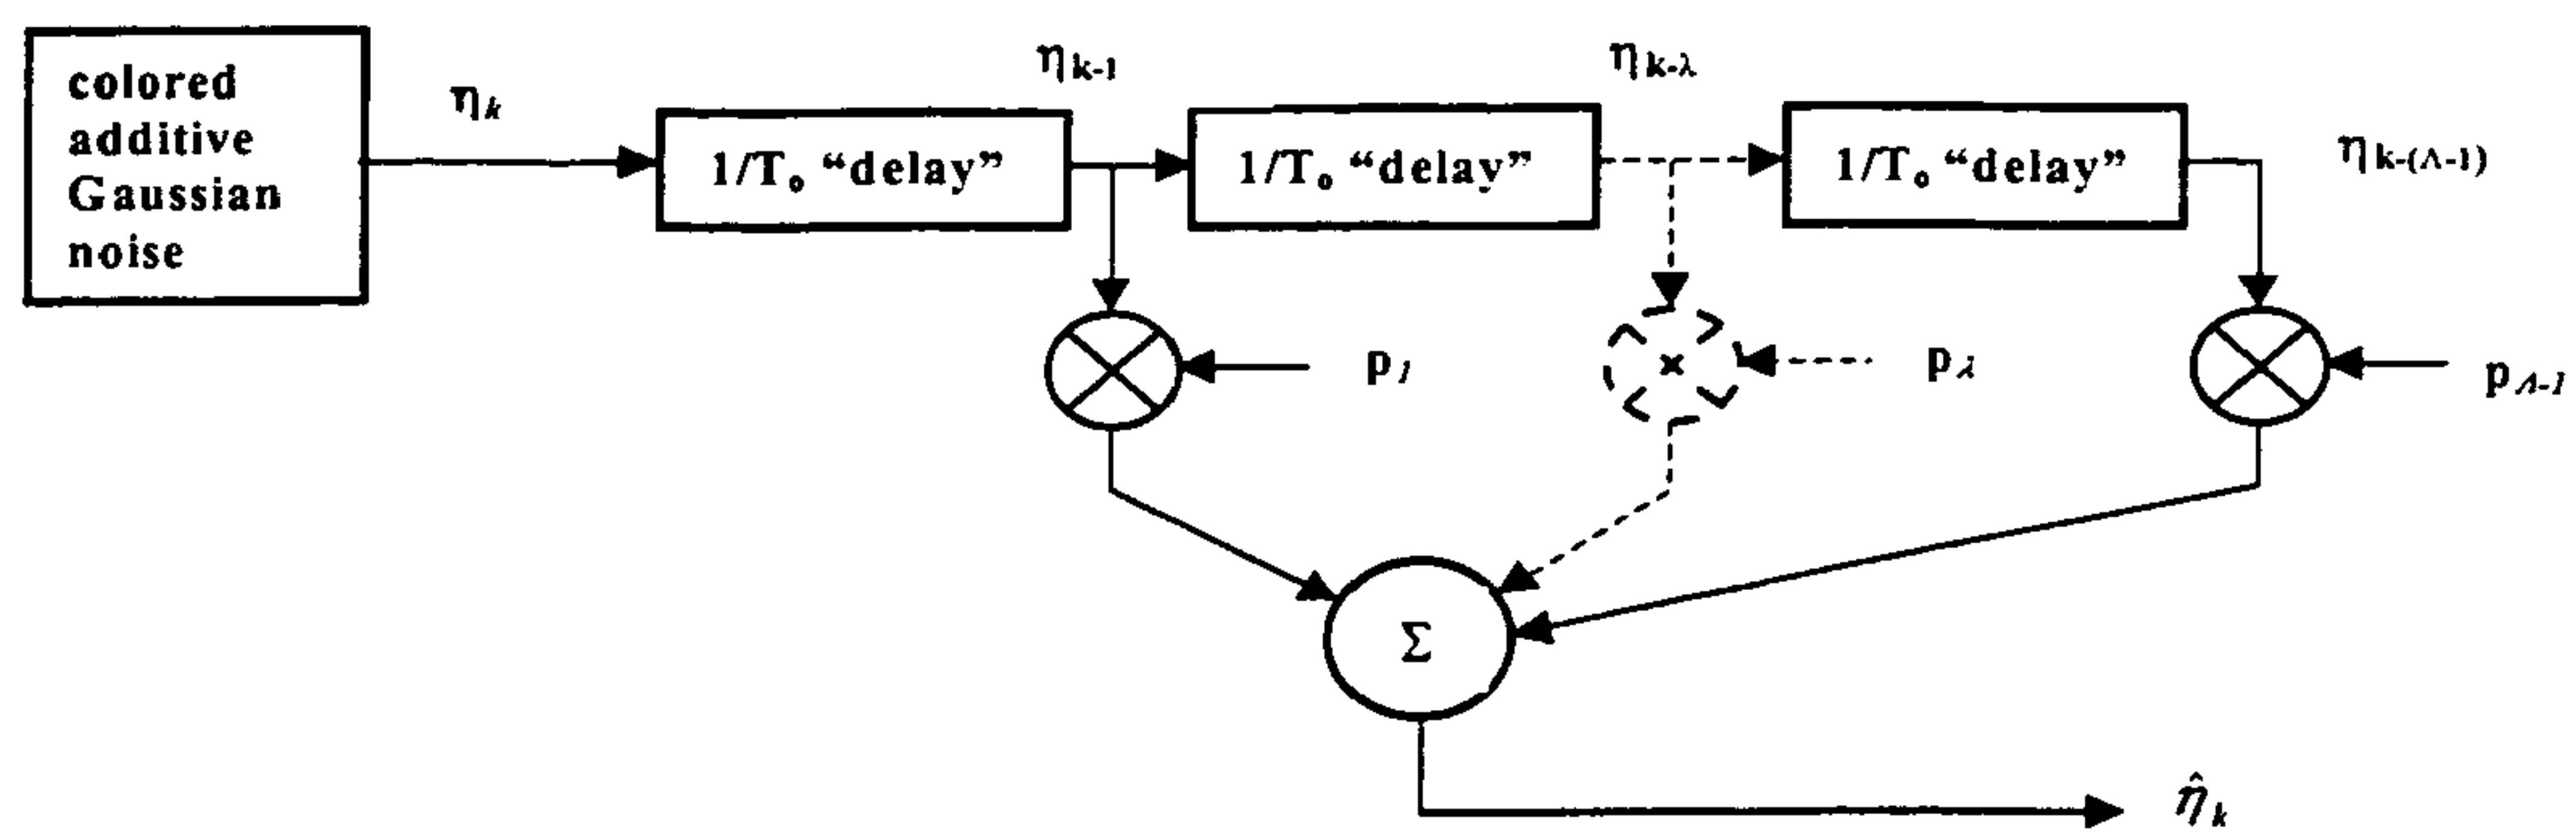 colored
additive
Gaussian
noise
ηk
ηk-1
ηk-λ
ηk-(Λ-1)
1/To “delay”
1/To “delay”
1/To “delay”
p1
pλ
×
pΛ-1
Σ
η̂k